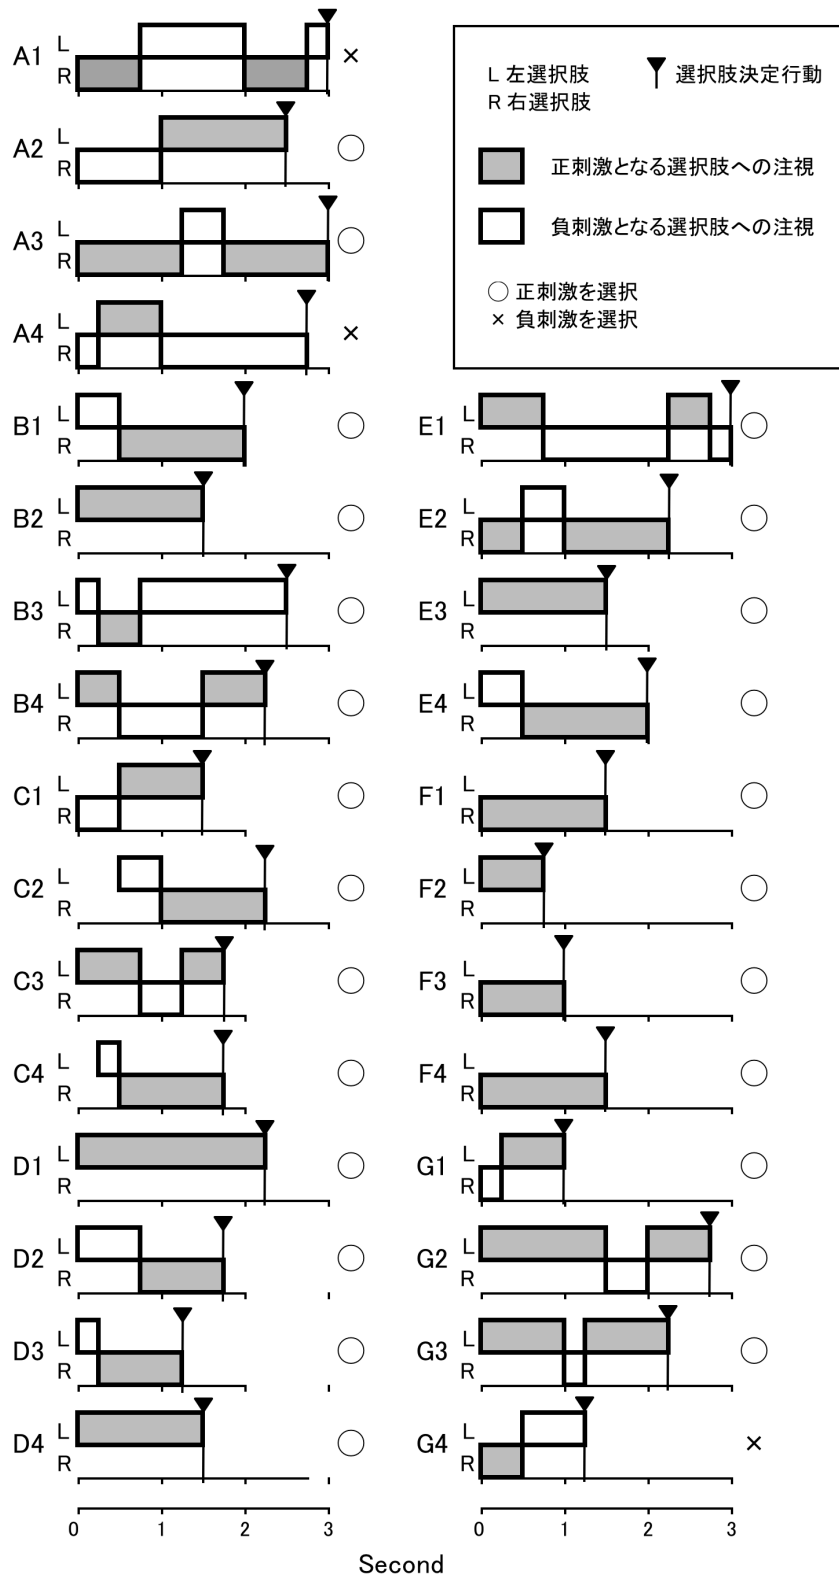 A1 L R ×
A2 L R ○
A3 L R ○
A4 L R ×
B1 L R ○
B2 L R ○
B3 L R ○
B4 L R ○
C1 L R ○
C2 L R ○
C3 L R ○
C4 L R ○
D1 L R ○
D2 L R ○
D3 L R ○
D4 L R ○
0 1 2 3
L 左選択肢
R 右選択肢
選択肢決定行動
正刺激となる選択肢への注視
負刺激となる選択肢への注視
○ 正刺激を選択
× 負刺激を選択
E1 L R ○
E2 L R ○
E3 L R ○
E4 L R ○
F1 L R ○
F2 L R ○
F3 L R ○
F4 L R ○
G1 L R ○
G2 L R ○
G3 L R ○
G4 L R ×
0 1 2 3
Second